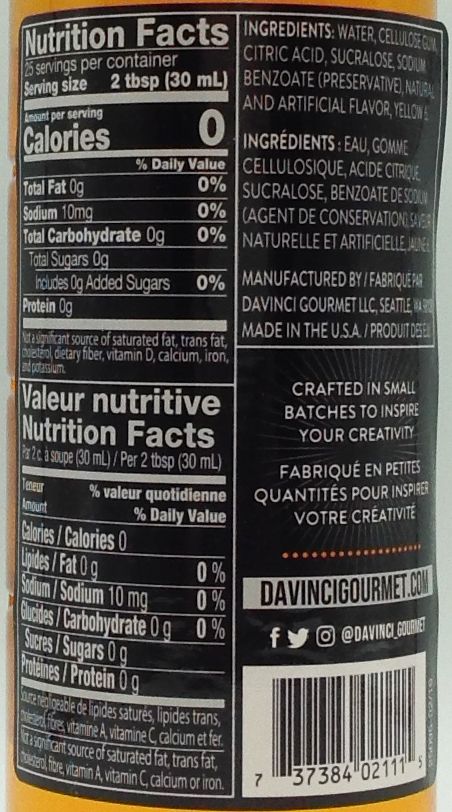 Nutrition Facts
25 servings per container
Serving size 2 tbsp (30 mL)
Amount per serving
Calories 0
% Daily Value
Total Fat 0g 0%
Sodium 10mg 0%
Total Carbohydrate 0g 0%
Total Sugars 0g
Includes 0g Added Sugars 0%
Protein 0g
Not a significant source of saturated fat, trans fat,
cholesterol, dietary fiber, vitamin D, calcium, iron,
and potassium.
Valeur nutritive
Nutrition Facts
Par 2 c. à soupe (30 mL) / Per 2 tbsp (30 mL)
Teneur % valeur quotidienne
Amount % Daily Value
Calories / Calories 0
Lipides / Fat 0 g 0 %
Sodium / Sodium 10 mg 0 %
Glucides / Carbohydrate 0 g 0 %
Sucres / Sugars 0 g
Protéines / Protein 0 g
Source négligeable de lipides saturés, lipides trans,
cholestérol, fibres, vitamine A, vitamine C, calcium et fer.
Not a significant source of saturated fat, trans fat,
cholesterol, fibre, vitamin A, vitamin C, calcium or iron.
INGREDIENTS: WATER, CELLULOSE GUM,
CITRIC ACID, SUCRALOSE, SODIUM
BENZOATE (PRESERVATIVE), NATURAL
AND ARTIFICIAL FLAVOR, YELLOW 6.
INGRÉDIENTS : EAU, GOMME
CELLULOSIQUE, ACIDE CITRIQUE,
SUCRALOSE, BENZOATE DE SODIUM
(AGENT DE CONSERVATION), SAVEUR
NATURELLE ET ARTIFICIELLE, JAUNE 6.
MANUFACTURED BY / FABRIQUÉ PAR
DAVINCI GOURMET LLC, SEATTLE, WA
MADE IN THE U.S.A. / PRODUIT DES
CRAFTED IN SMALL
BATCHES TO INSPIRE
YOUR CREATIVITY
FABRIQUÉ EN PETITES
QUANTITÉS POUR INSPIRER
VOTRE CRÉATIVITÉ
DAVINCIGOURMET.COM
@DAVINCI_GOURMET
7 37384 02111 5